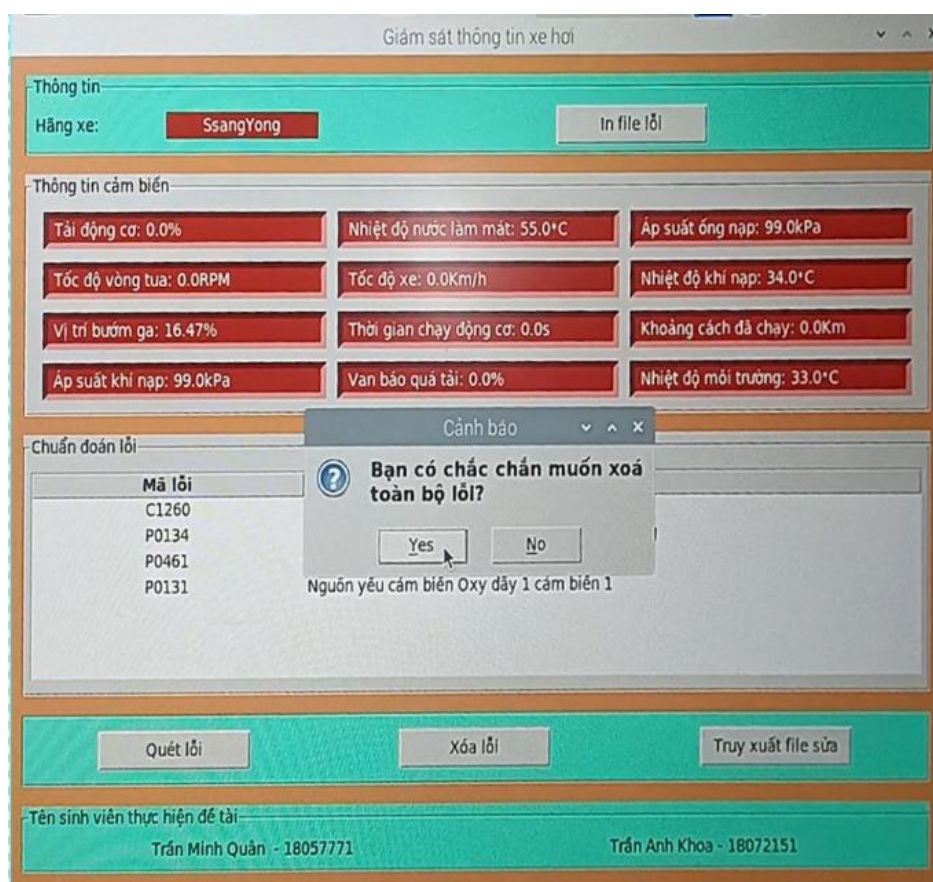 Giám sát thông tin xe hơi
Thông tin
Hãng xe: SsangYong In file lỗi
Thông tin cảm biến
Tải động cơ: 0.0% Nhiệt độ nước làm mát: 55.0°C Áp suất ống nạp: 99.0kPa
Tốc độ vòng tua: 0.0RPM Tốc độ xe: 0.0Km/h Nhiệt độ khí nạp: 34.0°C
Vị trí bướm ga: 16.47% Thời gian chạy động cơ: 0.0s Khoảng cách đã chạy: 0.0Km
Áp suất khí nạp: 99.0kPa Van báo quá tải: 0.0% Nhiệt độ môi trường: 33.0°C
Cảnh báo
Chuẩn đoán lỗi
Bạn có chắc chắn muốn xoá
toàn bộ lỗi?
Yes No
Mã lỗi
C1260
P0134
P0461
P0131 Nguồn yếu cảm biến Oxy dãy 1 cảm biến 1
Quét lỗi Xóa lỗi Truy xuất file sửa
Tên sinh viên thực hiện đề tài
Trần Minh Quân - 18057771 Trần Anh Khoa - 18072151